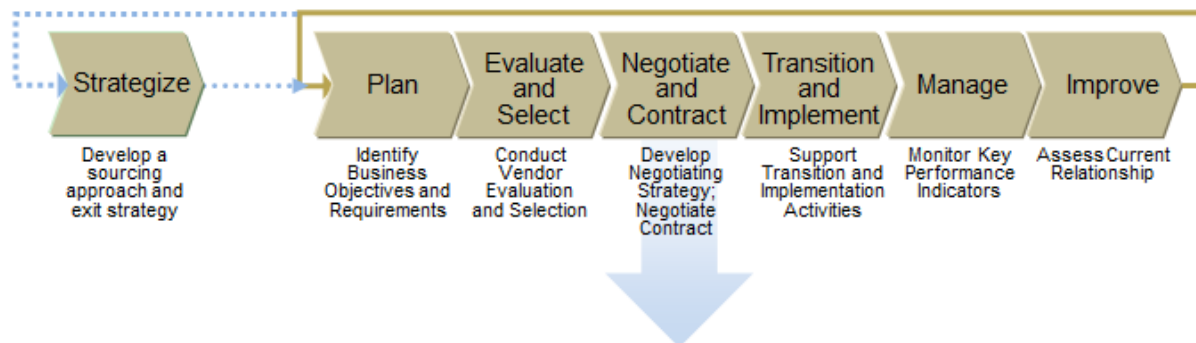 Strategize
Plan
Evaluate
and
Select
Negotiate
and
Contract
Transition
and
Implement
Manage
Improve
Develop a
sourcing
approach and
exit strategy
Identify
Business
Objectives and
Requirements
Conduct
Vendor
Evaluation
and Selection
Develop
Negotiating
Strategy;
Negotiate
Contract
Support
Transition and
Implementation
Activities
Monitor Key
Performance
Indicators
Assess Current
Relationship